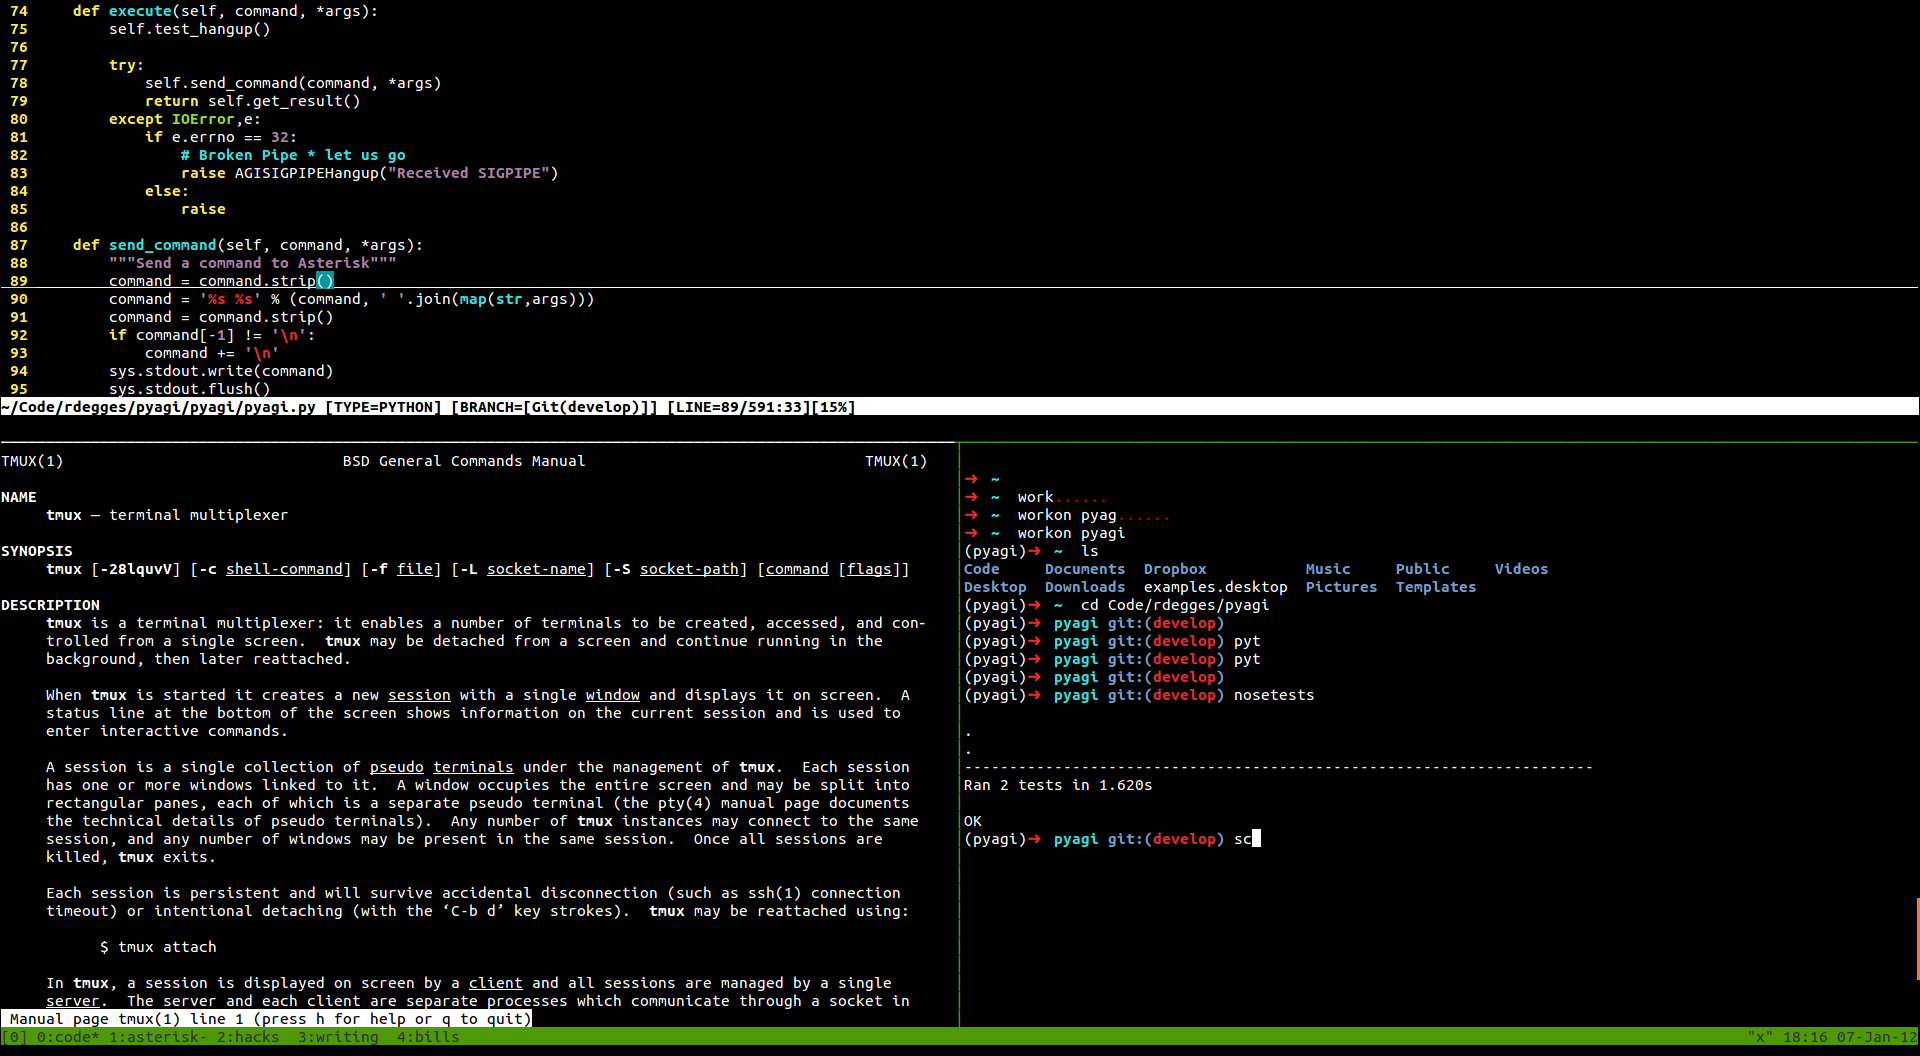 74     def execute(self, command, *args):
75         self.test_hangup()
76
77         try:
78             self.send_command(command, *args)
79             return self.get_result()
80         except IOError,e:
81             if e.errno == 32:
82                 # Broken Pipe * let us go
83                 raise AGISIGPIPEHangup("Received SIGPIPE")
84             else:
85                 raise
86
87     def send_command(self, command, *args):
88         """Send a command to Asterisk"""
89         command = command.strip()
90         command = '%s %s' % (command, ' '.join(map(str,args)))
91         command = command.strip()
92         if command[-1] != '\n':
93             command += '\n'
94         sys.stdout.write(command)
95         sys.stdout.flush()
~/Code/rdegges/pyagi/pyagi/pyagi.py [TYPE=PYTHON] [BRANCH=[Git(develop)]] [LINE=89/591:33][15%]
TMUX(1)                               BSD General Commands Manual                               TMUX(1)
NAME
     tmux — terminal multiplexer
SYNOPSIS
     tmux [-28lquvV] [-c shell-command] [-f file] [-L socket-name] [-S socket-path] [command [flags]]
DESCRIPTION
     tmux is a terminal multiplexer: it enables a number of terminals to be created, accessed, and con-
     trolled from a single screen.  tmux may be detached from a screen and continue running in the
     background, then later reattached.
     When tmux is started it creates a new session with a single window and displays it on screen.  A
     status line at the bottom of the screen shows information on the current session and is used to
     enter interactive commands.
     A session is a single collection of pseudo terminals under the management of tmux.  Each session
     has one or more windows linked to it.  A window occupies the entire screen and may be split into
     rectangular panes, each of which is a separate pseudo terminal (the pty(4) manual page documents
     the technical details of pseudo terminals).  Any number of tmux instances may connect to the same
     session, and any number of windows may be present in the same session.  Once all sessions are
     killed, tmux exits.
     Each session is persistent and will survive accidental disconnection (such as ssh(1) connection
     timeout) or intentional detaching (with the ‘C-b d’ key strokes).  tmux may be reattached using:
           $ tmux attach
     In tmux, a session is displayed on screen by a client and all sessions are managed by a single
     server.  The server and each client are separate processes which communicate through a socket in
 Manual page tmux(1) line 1 (press h for help or q to quit)
➜  ~
➜  ~  work......
➜  ~  workon pyag......
➜  ~  workon pyagi
(pyagi)➜  ~  ls
Code     Documents  Dropbox           Music     Public     Videos
Desktop  Downloads  examples.desktop  Pictures  Templates
(pyagi)➜  ~  cd Code/rdegges/pyagi
(pyagi)➜  pyagi git:(develop)
(pyagi)➜  pyagi git:(develop) pyt
(pyagi)➜  pyagi git:(develop) pyt
(pyagi)➜  pyagi git:(develop)
(pyagi)➜  pyagi git:(develop) nosetests
.
.
----------------------------------------------------------------------
Ran 2 tests in 1.620s
OK
(pyagi)➜  pyagi git:(develop) sc
[0] 0:code* 1:asterisk- 2:hacks  3:writing  4:bills "x" 18:16 07-Jan-12